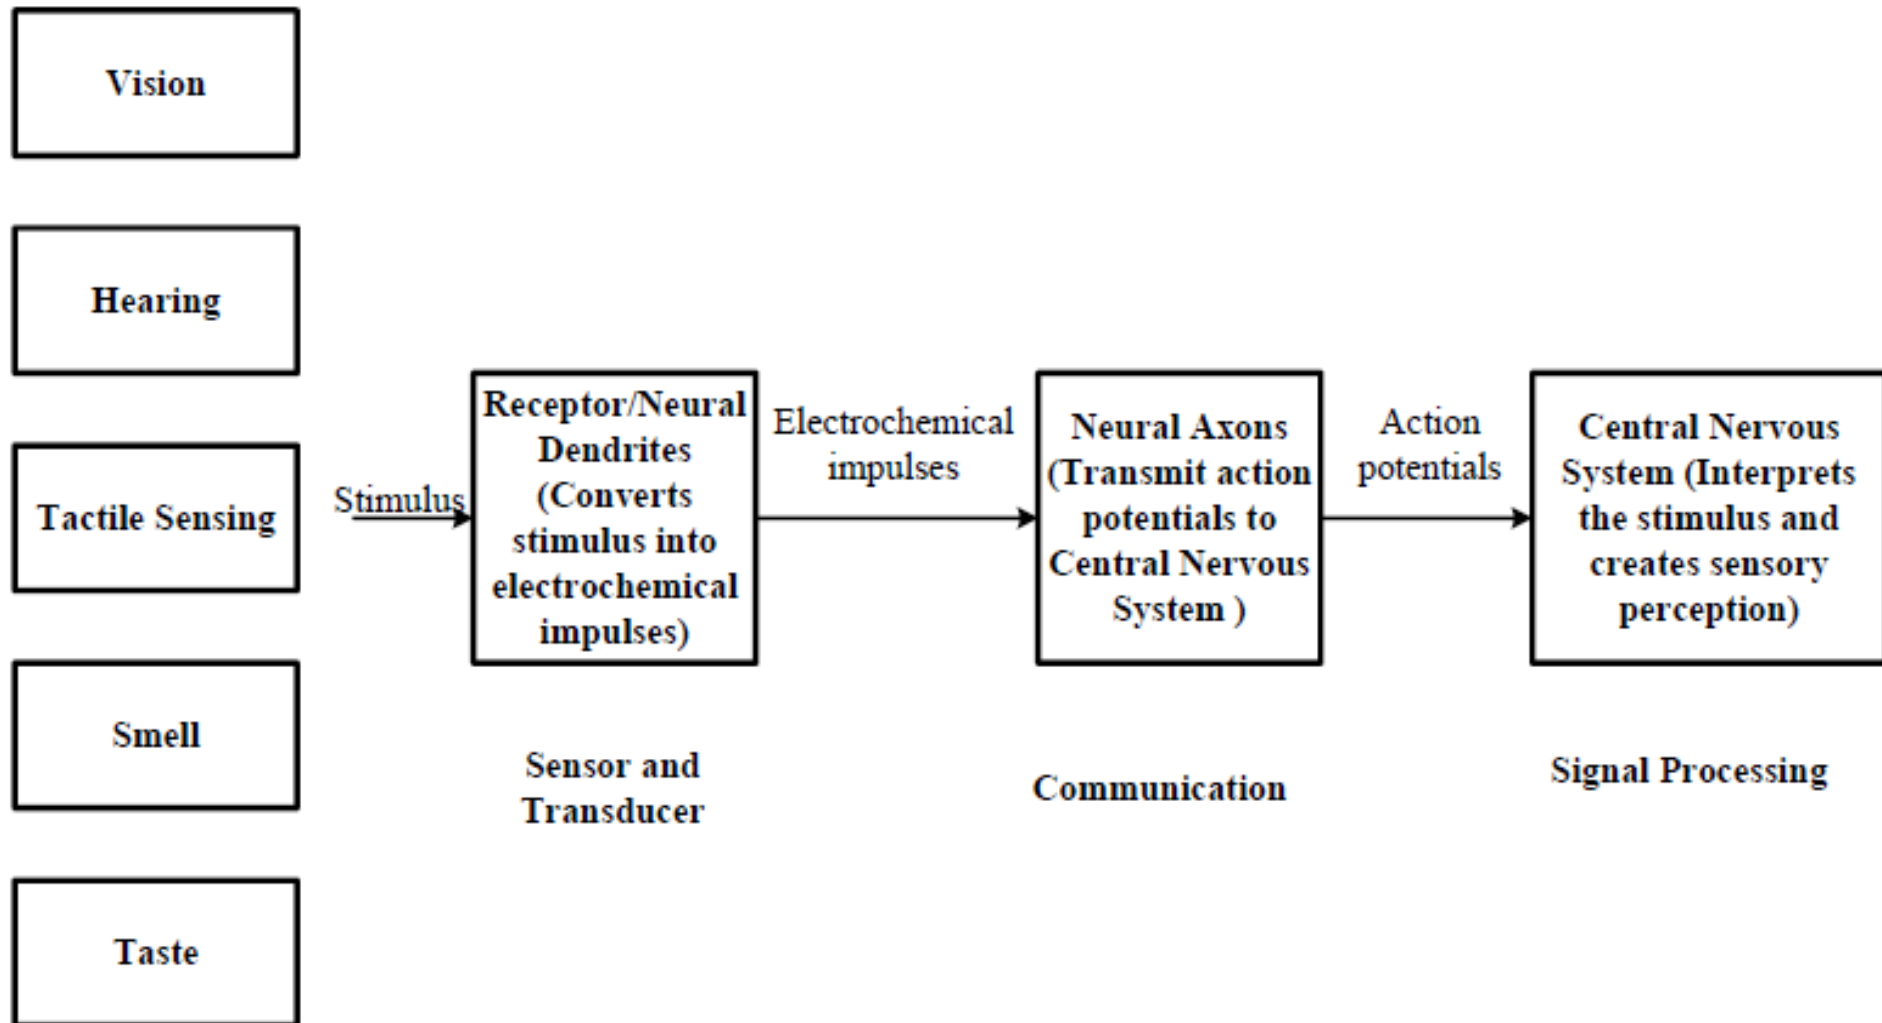 Vision
Hearing
Tactile Sensing
Smell
Taste
Stimulus
Receptor/Neural
Dendrites
(Converts
stimulus into
electrochemical
impulses)
Electrochemical
impulses
Neural Axons
(Transmit action
potentials to
Central Nervous
System )
Action
potentials
Central Nervous
System (Interprets
the stimulus and
creates sensory
perception)
Sensor and
Transducer
Communication
Signal Processing